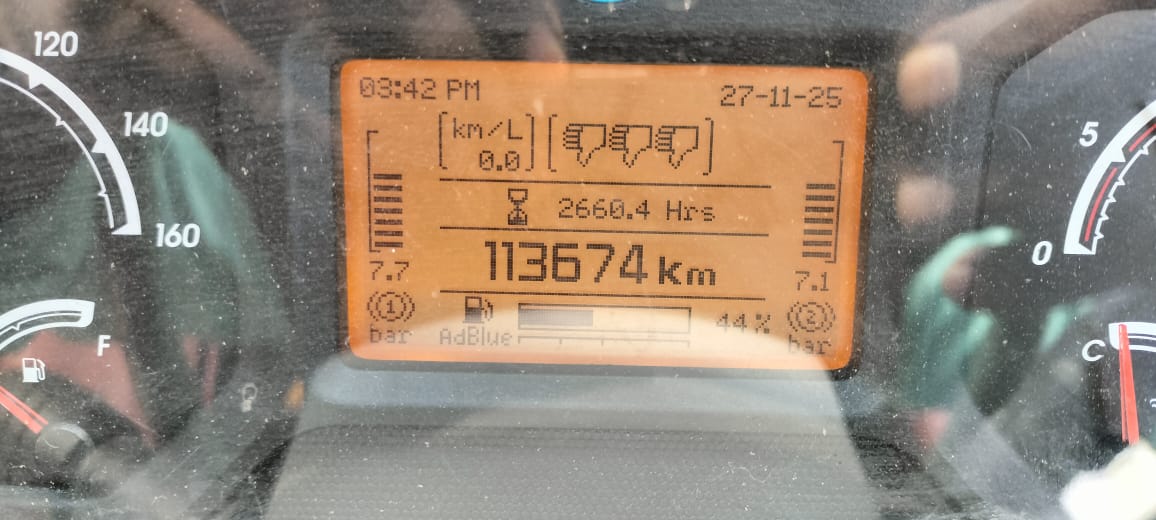 120
140
160
F
03:42 PM
27-11-25
km/L
0.0
2660.4 Hrs
113674 Km
7.7
1
bar
AdBlue
44%
7.1
2
bar
5
0
C